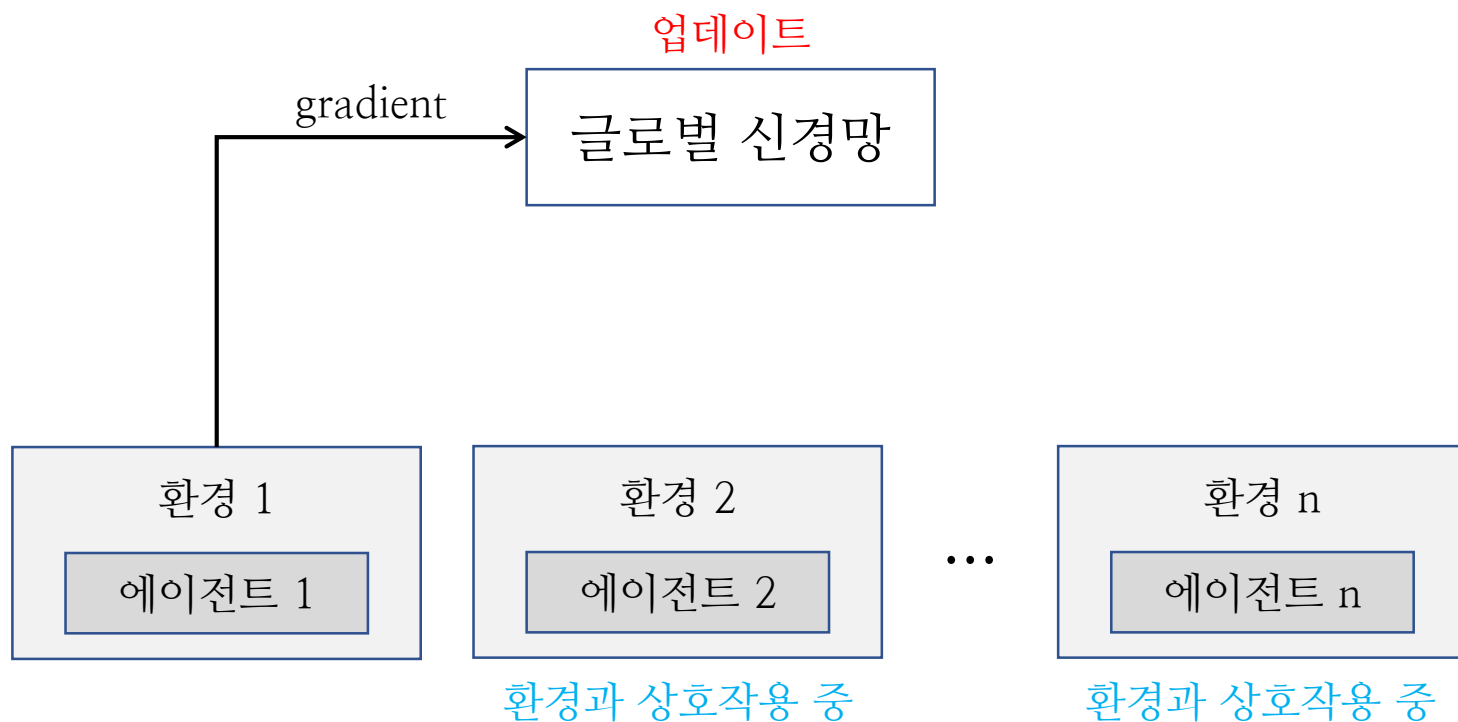 업데이트
gradient
글로벌 신경망
환경 1
에이전트 1
환경 2
에이전트 2
...
환경 n
에이전트 n
환경과 상호작용 중
환경과 상호작용 중